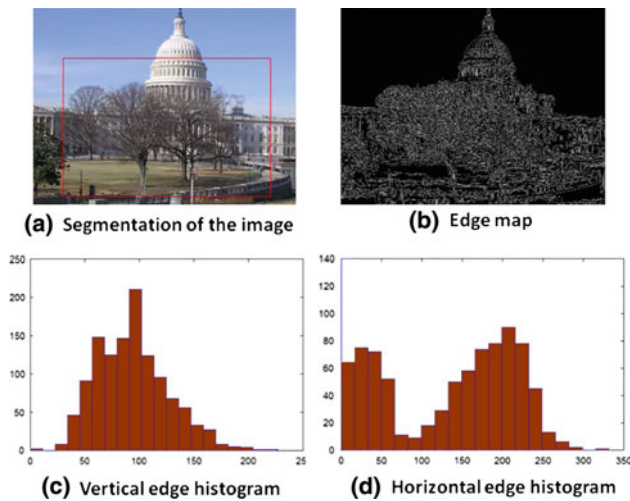 (a) Segmentation of the image
(b) Edge map
250
200
150
100
50
0
0 50 100 150 200 25
(c) Vertical edge histogram
140
120
100
80
60
40
20
0
0 50 100 150 200 250 300 350
(d) Horizontal edge histogram